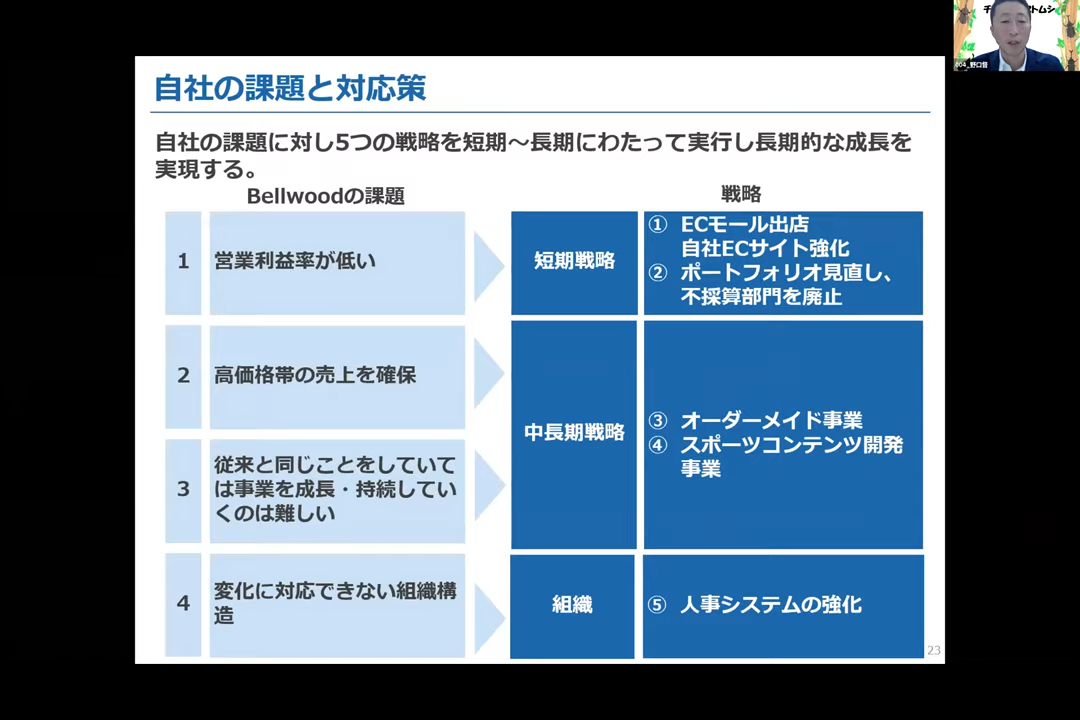 自社の課題と対応策
自社の課題に対し5つの戦略を短期～長期にわたって実行し長期的な成長を
実現する。
Bellwoodの課題
戦略
1
営業利益率が低い
短期戦略
① ECモール出店
自社ECサイト強化
② ポートフォリオ見直し、
不採算部門を廃止
2
高価格帯の売上を確保
3
従来と同じことをしていて
は事業を成長・持続してい
くのは難しい
中長期戦略
③ オーダーメイド事業
④ スポーツコンテンツ開発
事業
4
変化に対応できない組織構
造
組織
⑤ 人事システムの強化
23